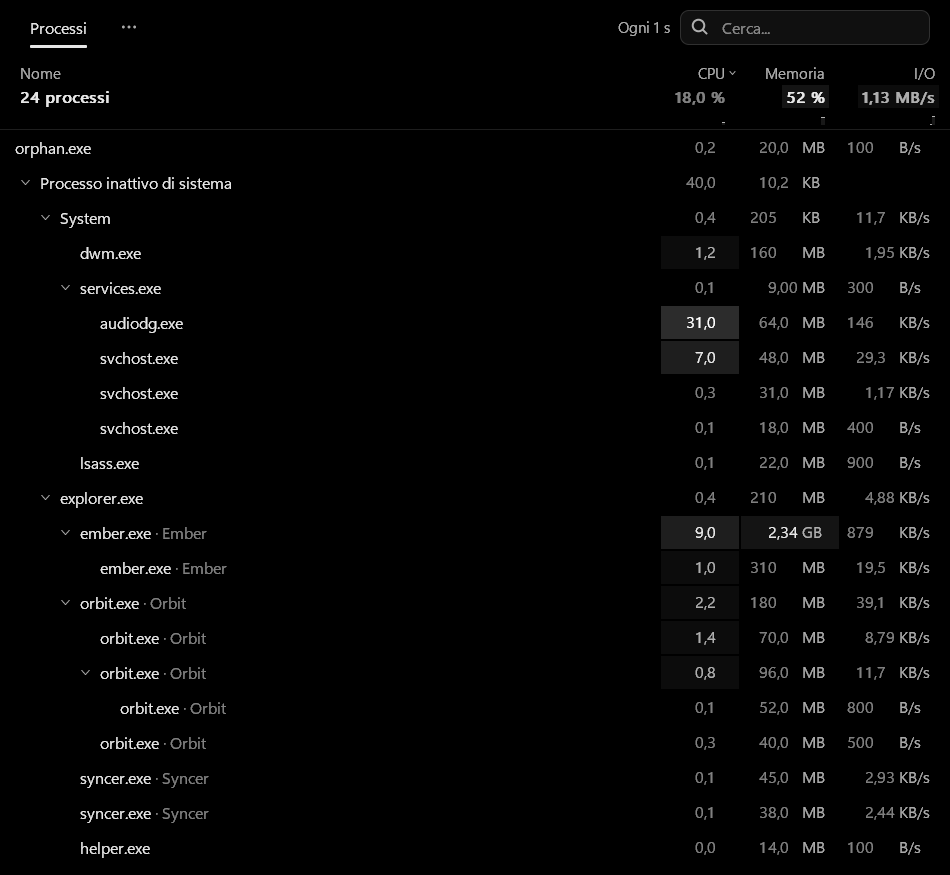 Processi ···
Ogni 1 s Cerca...
Nome CPU Memoria I/O
24 processi 18,0 % 52 % 1,13 MB/s
orphan.exe 0,2 20,0 MB 100 B/s
Processo inattivo di sistema 40,0 10,2 KB
System 0,4 205 KB 11,7 KB/s
dwm.exe 1,2 160 MB 1,95 KB/s
services.exe 0,1 9,00 MB 300 B/s
audiodg.exe 31,0 64,0 MB 146 KB/s
svchost.exe 7,0 48,0 MB 29,3 KB/s
svchost.exe 0,3 31,0 MB 1,17 KB/s
svchost.exe 0,1 18,0 MB 400 B/s
lsass.exe 0,1 22,0 MB 900 B/s
explorer.exe 0,4 210 MB 4,88 KB/s
ember.exe · Ember 9,0 2,34 GB 879 KB/s
ember.exe · Ember 1,0 310 MB 19,5 KB/s
orbit.exe · Orbit 2,2 180 MB 39,1 KB/s
orbit.exe · Orbit 1,4 70,0 MB 8,79 KB/s
orbit.exe · Orbit 0,8 96,0 MB 11,7 KB/s
orbit.exe · Orbit 0,1 52,0 MB 800 B/s
orbit.exe · Orbit 0,3 40,0 MB 500 B/s
syncer.exe · Syncer 0,1 45,0 MB 2,93 KB/s
syncer.exe · Syncer 0,1 38,0 MB 2,44 KB/s
helper.exe 0,0 14,0 MB 100 B/s